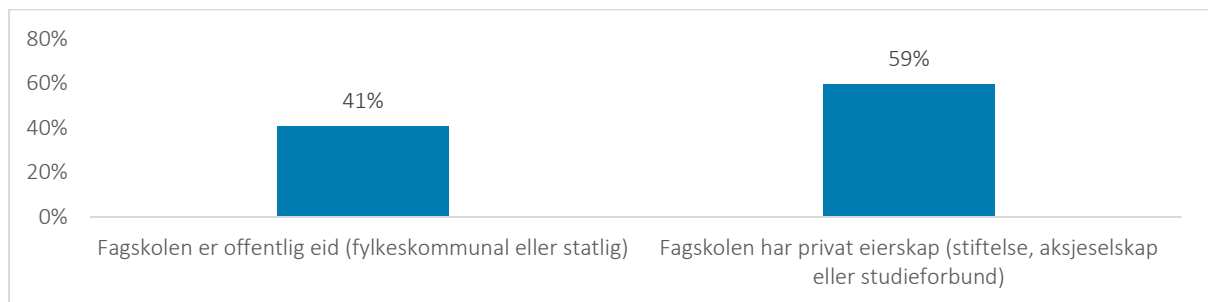 80%
60%
40%
20%
0%
41%
59%
Fagskolen er offentlig eid (fylkeskommunal eller statlig)
Fagskolen har privat eierskap (stiftelse, aksjeselskap
eller studieforbund)